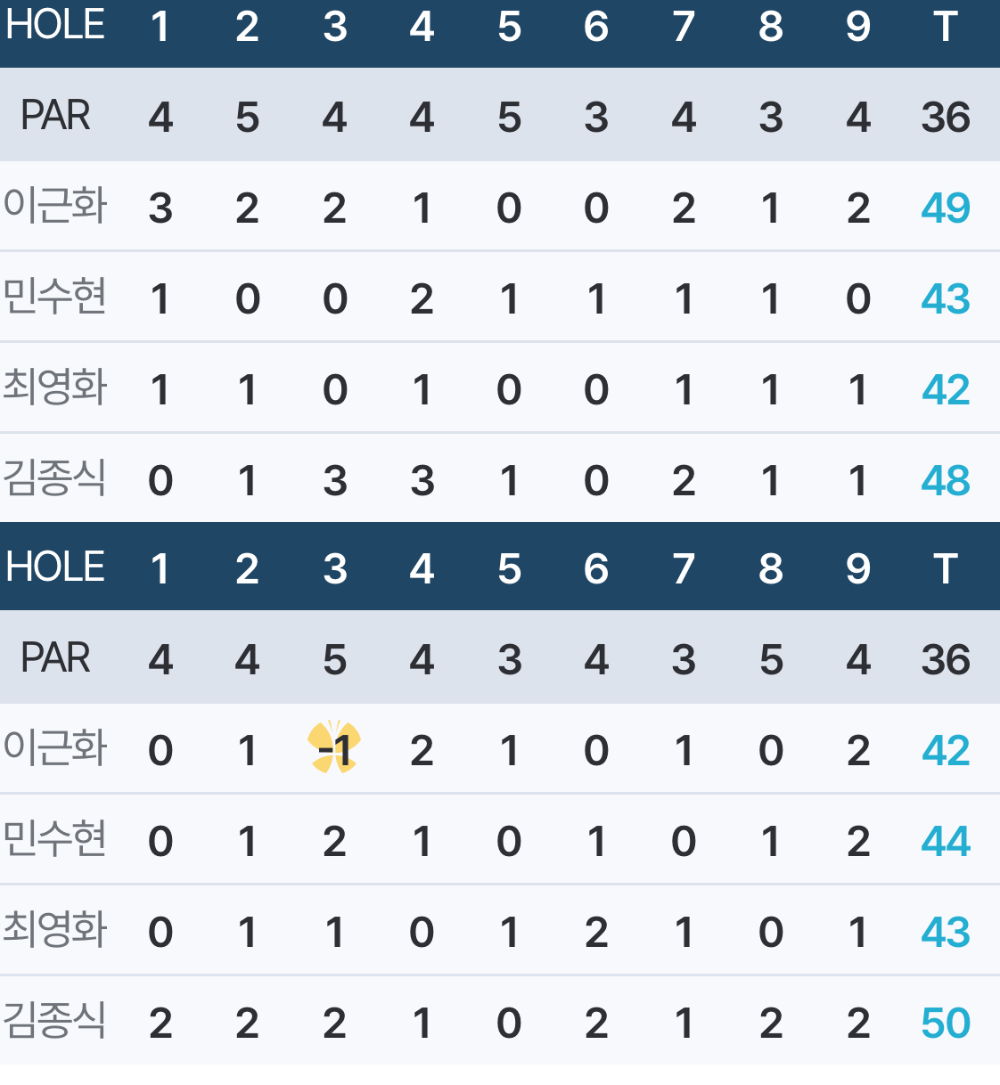 HOLE 1 2 3 4 5 6 7 8 9 T
PAR 4 5 4 4 5 3 4 3 4 36
이근화 3 2 2 1 0 0 2 1 2 49
민수현 1 0 0 2 1 1 1 1 0 43
최영화 1 1 0 1 0 0 1 1 1 42
김종식 0 1 3 3 1 0 2 1 1 48
HOLE 1 2 3 4 5 6 7 8 9 T
PAR 4 4 5 4 3 4 3 5 4 36
이근화 0 1 -1 2 1 0 1 0 2 42
민수현 0 1 2 1 0 1 0 1 2 44
최영화 0 1 1 0 1 2 1 0 1 43
김종식 2 2 2 1 0 2 1 2 2 50